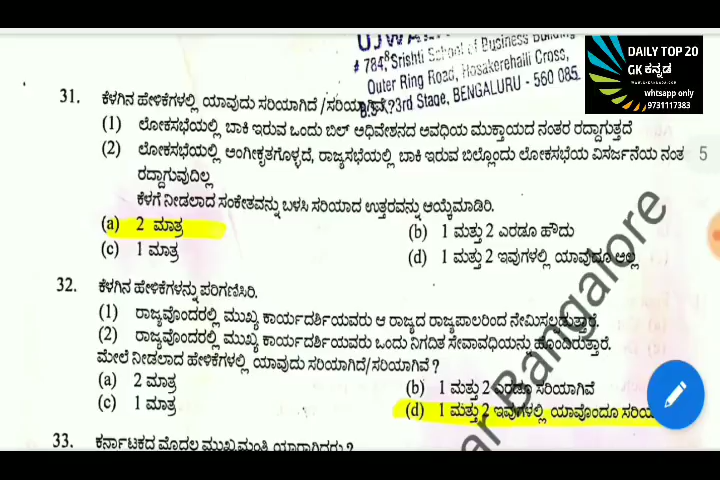 # 784, Srishti School of Business Building
Outer Ring Road, Hosakerehalli Cross,
3rd Stage, BENGALURU - 560 085.
DAILY TOP 20
GK ಕನ್ನಡ
whtsapp only
9731117383
31. ಕೆಳಗಿನ ಹೇಳಿಕೆಗಳಲ್ಲಿ ಯಾವುದು ಸರಿಯಾಗಿದೆ /ಸರಿಯಾಗಿವೆ?
(1) ಲೋಕಸಭೆಯಲ್ಲಿ ಬಾಕಿ ಇರುವ ಒಂದು ಬಿಲ್ ಅಧಿವೇಶನದ ಅವಧಿಯ ಮುಕ್ತಾಯದ ನಂತರ ರದ್ದಾಗುತ್ತದೆ
(2) ಲೋಕಸಭೆಯಲ್ಲಿ ಅಂಗೀಕೃತಗೊಳ್ಳದೆ, ರಾಜ್ಯಸಭೆಯಲ್ಲಿ ಬಾಕಿ ಇರುವ ಬಿಲ್ಲೊಂದು ಲೋಕಸಭೆಯ ವಿಸರ್ಜನೆಯ ನಂತ 5
ರದ್ದಾಗುವುದಿಲ್ಲ
ಕೆಳಗೆ ನೀಡಲಾದ ಸಂಕೇತವನ್ನು ಬಳಸಿ ಸರಿಯಾದ ಉತ್ತರವನ್ನು ಆಯ್ಕೆಮಾಡಿರಿ.
(a) 2 ಮಾತ್ರ (b) 1 ಮತ್ತು 2 ಎರಡೂ ಹೌದು
(c) 1 ಮಾತ್ರ (d) 1 ಮತ್ತು 2 ಇವುಗಳಲ್ಲಿ ಯಾವುದೂ ಅಲ್ಲ
32. ಕೆಳಗಿನ ಹೇಳಿಕೆಗಳನ್ನು ಪರಿಗಣಿಸಿರಿ.
(1) ರಾಜ್ಯವೊಂದರಲ್ಲಿ ಮುಖ್ಯ ಕಾರ್ಯದರ್ಶಿಯವರು ಆ ರಾಜ್ಯದ ರಾಜ್ಯಪಾಲರಿಂದ ನೇಮಿಸಲ್ಪಡುತ್ತಾರೆ.
(2) ರಾಜ್ಯವೊಂದರಲ್ಲಿ ಮುಖ್ಯ ಕಾರ್ಯದರ್ಶಿಯವರು ಒಂದು ನಿಗದಿತ ಸೇವಾವಧಿಯನ್ನು ಹೊಂದಿರುತ್ತಾರೆ.
ಮೇಲೆ ನೀಡಲಾದ ಹೇಳಿಕೆಗಳಲ್ಲಿ ಯಾವುದು ಸರಿಯಾಗಿದೆ/ಸರಿಯಾಗಿವೆ ?
(a) 2 ಮಾತ್ರ (b) 1 ಮತ್ತು 2 ಎರಡೂ ಸರಿಯಾಗಿವೆ
(c) 1 ಮಾತ್ರ (d) 1 ಮತ್ತು 2 ಇವುಗಳಲ್ಲಿ ಯಾವೊಂದೂ ಸರಿಯ
33. ಕರ್ನಾಟಕದ ಮೊದಲ ಮುಖ್ಯಮಂತ್ರಿ ಯಾರಾಗಿದ್ದರು ?
Bangalore